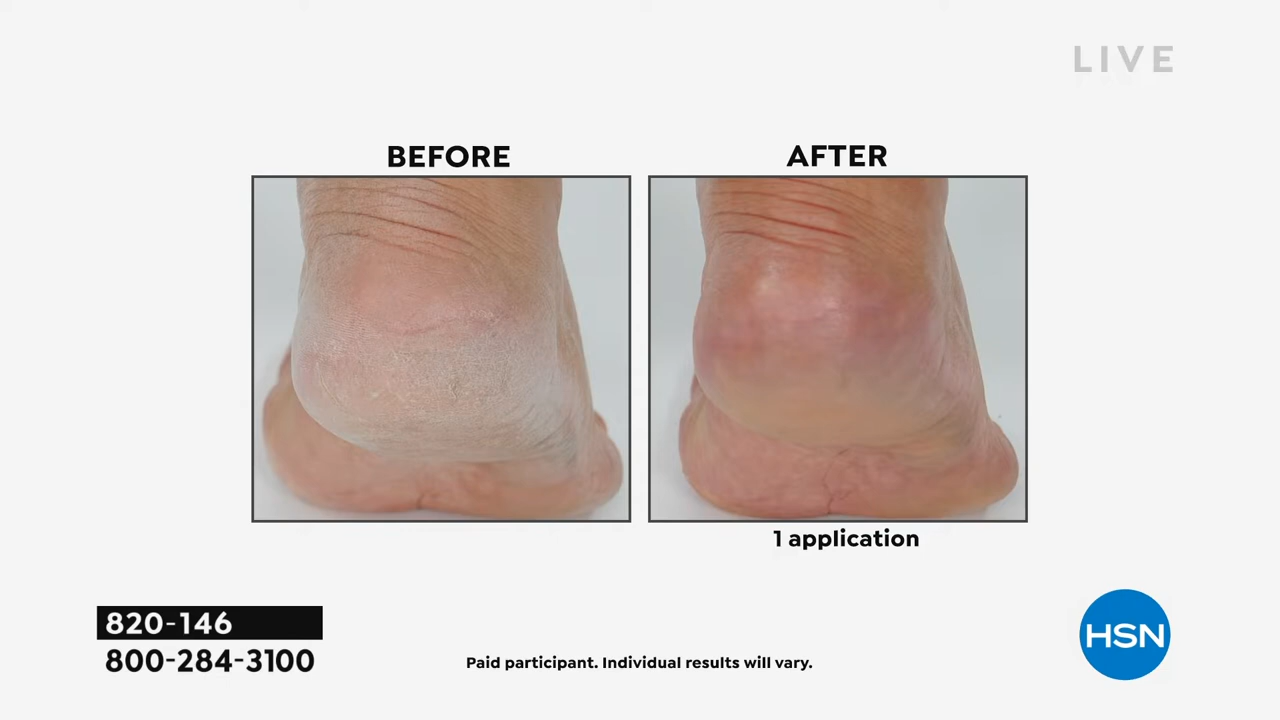 LIVE
BEFORE
AFTER
1 application
820-146
800-284-3100
Paid participant. Individual results will vary.
HSN